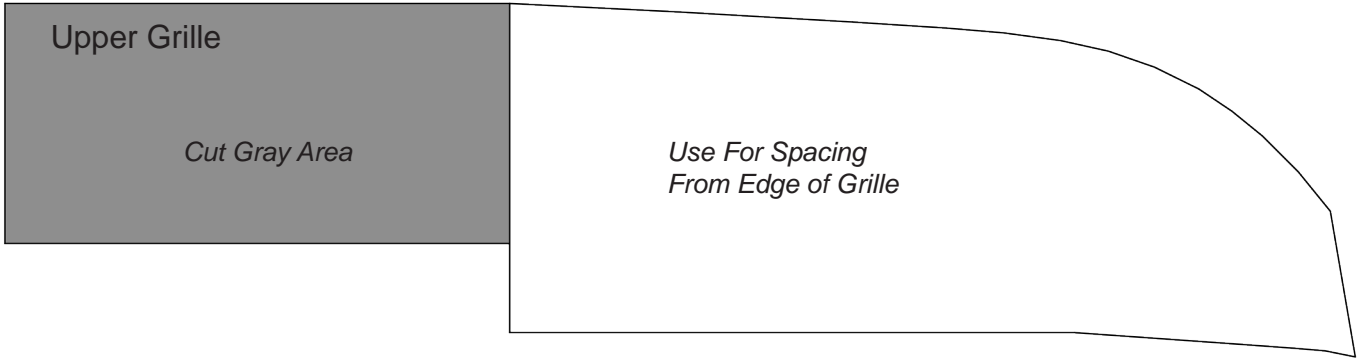 Upper Grille
Cut Gray Area
Use For Spacing
From Edge of Grille